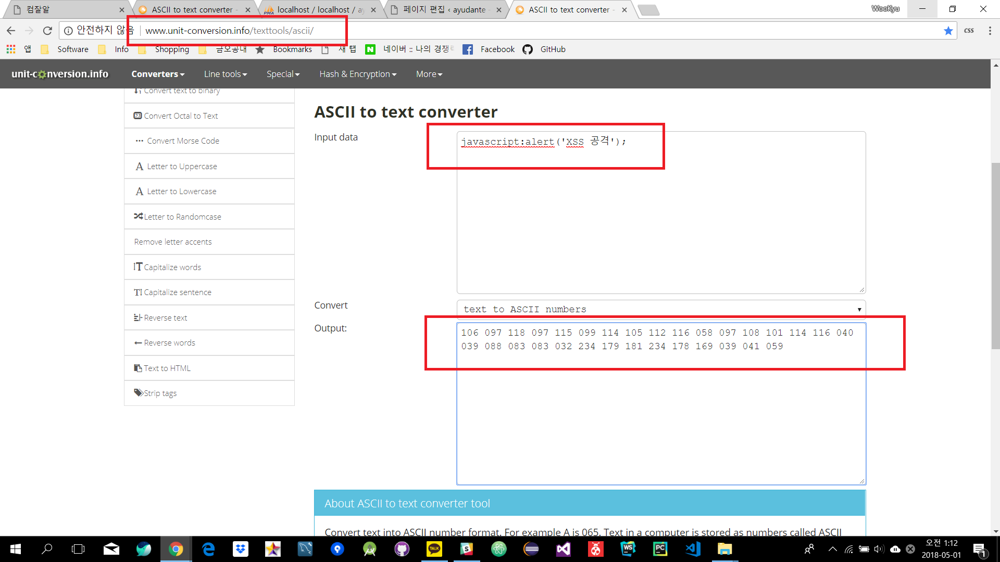 컴잘알
ASCII to text converter -
localhost / localhost / ay
페이지 편집 ‹ ayudante -
ASCII to text converter -
WooKyu
안전하지 않음
www.unit-conversion.info/texttools/ascii/
css
앱
Software
Info
Shopping
금오공대
Bookmarks
새 탭
네이버 :: 나의 경쟁
Facebook
GitHub
unit-conversion.info
Converters
Line tools
Special
Hash & Encryption
More
Convert text to binary
Convert Octal to Text
Convert Morse Code
Letter to Uppercase
Letter to Lowercase
Letter to Randomcase
Remove letter accents
Capitalize words
Capitalize sentence
Reverse text
Reverse words
Text to HTML
Strip tags
ASCII to text converter
Input data
javascript:alert('XSS 공격');
Convert
text to ASCII numbers
Output:
106 097 118 097 115 099 114 105 112 116 058 097 108 101 114 116 040
039 088 083 083 032 234 179 181 234 178 169 039 041 059
About ASCII to text converter tool
Convert text into ASCII number format. For example A is 065. Text in a computer is stored as numbers called ASCII
오전 1:12
2018-05-01
1